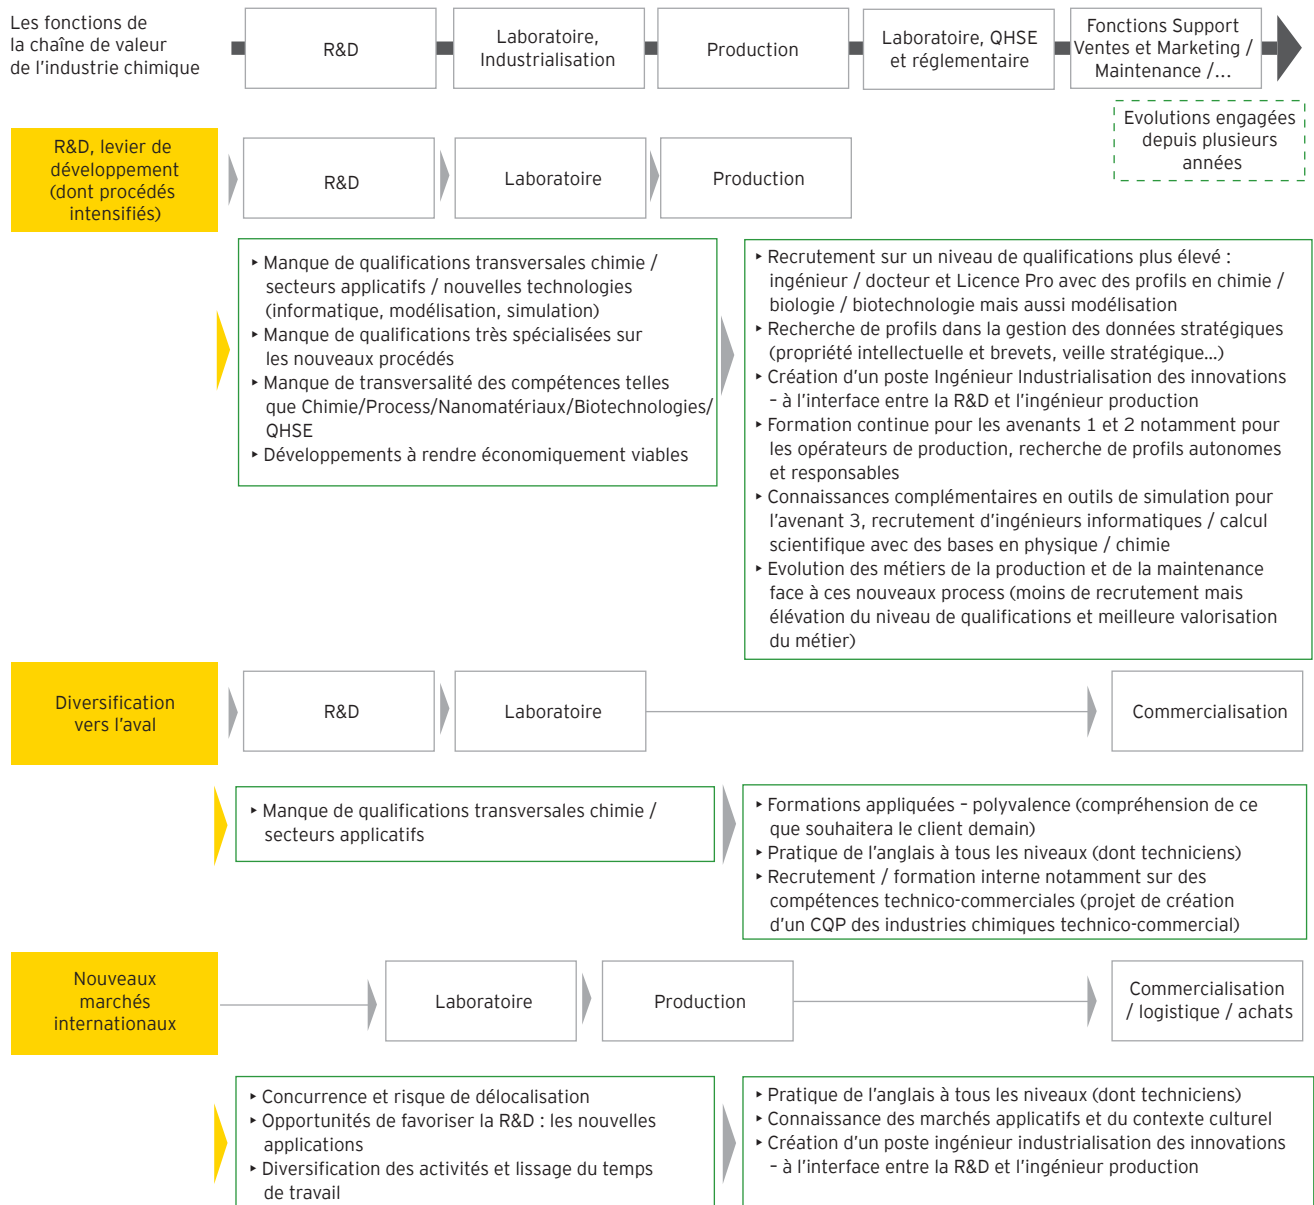 Les fonctions de
la chaîne de valeur
de l'industrie chimique
R&D
Laboratoire,
Industrialisation
Production
Laboratoire, QHSE
et réglementaire
Fonctions Support
Ventes et Marketing /
Maintenance /...
Evolutions engagées
depuis plusieurs
années
R&D, levier de
développement
(dont procédés
intensifiés)
R&D
Laboratoire
Production
‣ Manque de qualifications transversales chimie /
secteurs applicatifs / nouvelles technologies
(informatique, modélisation, simulation)
‣ Manque de qualifications très spécialisées sur
les nouveaux procédés
‣ Manque de transversalité des compétences telles
que Chimie/Process/Nanomatériaux/Biotechnologies/
QHSE
‣ Développements à rendre économiquement viables
‣ Recrutement sur un niveau de qualifications plus élevé :
ingénieur / docteur et Licence Pro avec des profils en chimie /
biologie / biotechnologie mais aussi modélisation
‣ Recherche de profils dans la gestion des données stratégiques
(propriété intellectuelle et brevets, veille stratégique...)
‣ Création d'un poste Ingénieur Industrialisation des innovations
– à l'interface entre la R&D et l'ingénieur production
‣ Formation continue pour les avenants 1 et 2 notamment pour
les opérateurs de production, recherche de profils autonomes
et responsables
‣ Connaissances complémentaires en outils de simulation pour
l'avenant 3, recrutement d'ingénieurs informatiques / calcul
scientifique avec des bases en physique / chimie
‣ Evolution des métiers de la production et de la maintenance
face à ces nouveaux process (moins de recrutement mais
élévation du niveau de qualifications et meilleure valorisation
du métier)
Diversification
vers l'aval
R&D
Laboratoire
Commercialisation
‣ Manque de qualifications transversales chimie /
secteurs applicatifs
‣ Formations appliquées – polyvalence (compréhension de ce
que souhaitera le client demain)
‣ Pratique de l'anglais à tous les niveaux (dont techniciens)
‣ Recrutement / formation interne notamment sur des
compétences technico-commerciales (projet de création
d'un CQP des industries chimiques technico-commercial)
Nouveaux
marchés
internationaux
Laboratoire
Production
Commercialisation
/ logistique / achats
‣ Concurrence et risque de délocalisation
‣ Opportunités de favoriser la R&D : les nouvelles
applications
‣ Diversification des activités et lissage du temps
de travail
‣ Pratique de l'anglais à tous les niveaux (dont techniciens)
‣ Connaissance des marchés applicatifs et du contexte culturel
‣ Création d'un poste ingénieur industrialisation des innovations
– à l'interface entre la R&D et l'ingénieur production